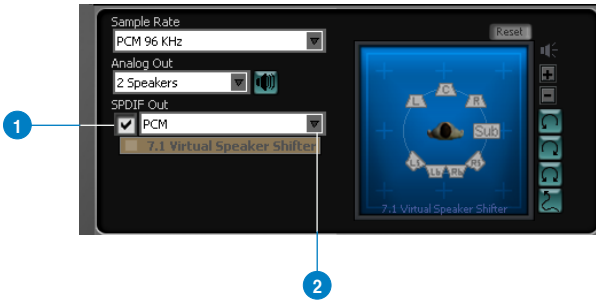 Sample Rate
PCM 96 KHz
Analog Out
2 Speakers
SPDIF Out
PCM
7.1 Virtual Speaker Shifter
Reset
C
L
R
Sub
Ls
Lb
Rb
Rs
7.1 Virtual Speaker Shifter
1
2